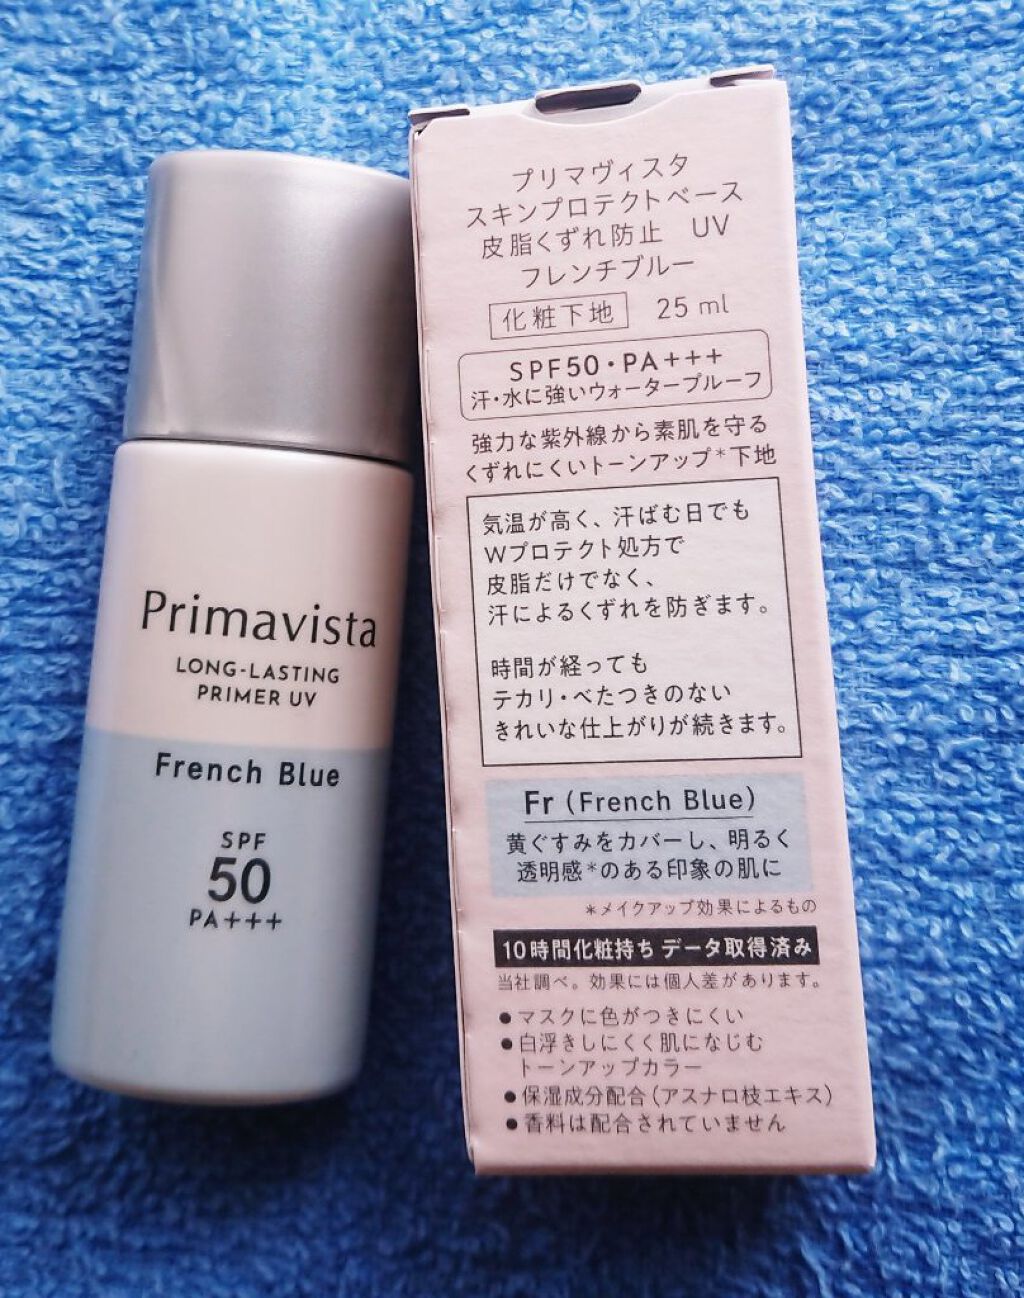 Primavista
LONG-LASTING
PRIMER UV
French Blue
SPF
50
PA+++
プリマヴィスタ
スキンプロテクトベース
皮脂くずれ防止 UV
フレンチブルー
化粧下地 25 ml
SPF50・PA+++
汗・水に強いウォータープルーフ
強力な紫外線から素肌を守る
くずれにくいトーンアップ*下地
気温が高く、汗ばむ日でも
Wプロテクト処方で
皮脂だけでなく、
汗によるくずれを防ぎます。
時間が経っても
テカリ・べたつきのない
きれいな仕上がりが続きます。
Fr (French Blue)
黄ぐすみをカバーし、明るく
透明感*のある印象の肌に
*メイクアップ効果によるもの
10時間化粧持ち データ取得済み
当社調べ。効果には個人差があります。
●マスクに色がつきにくい
●白浮きしにくく肌になじむ
トーンアップカラー
●保湿成分配合(アスナロ枝エキス)
●香料は配合されていません